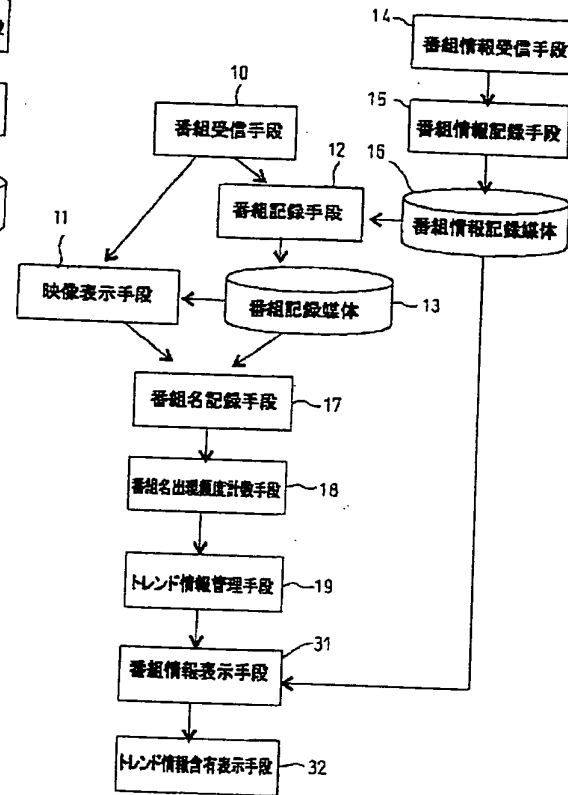 14
番組情報受信手段
15
番組情報記録手段
16
番組情報記録媒体
10
番組受信手段
12
番組記録手段
11
映像表示手段
番組記録媒体
13
番組名記録手段
17
番組名出現頻度計数手段
18
トレンド情報管理手段
19
31
番組情報表示手段
トレンド情報含有表示手段
32